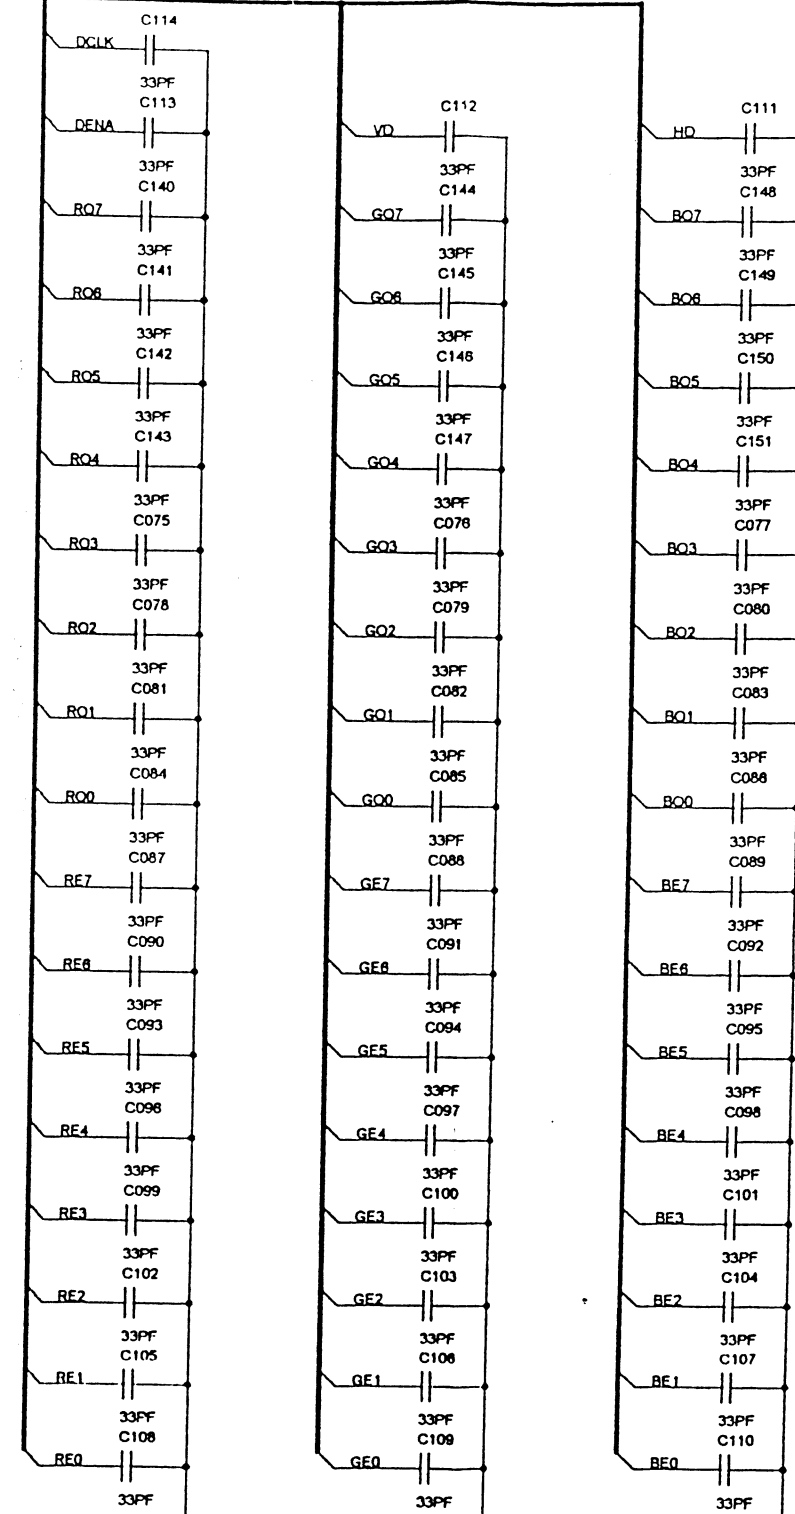 C114
DCLK
33PF
C113
DENA
33PF
C140
RO7
33PF
C141
RO6
33PF
C142
RO5
33PF
C143
RO4
33PF
C075
RO3
33PF
C078
RO2
33PF
C081
RO1
33PF
C084
RO0
33PF
C087
RE7
33PF
C090
RE6
33PF
C093
RE5
33PF
C096
RE4
33PF
C099
RE3
33PF
C102
RE2
33PF
C105
RE1
33PF
C108
RE0
33PF
C112
VD
33PF
C144
GO7
33PF
C145
GO6
33PF
C146
GO5
33PF
C147
GO4
33PF
C076
GO3
33PF
C079
GO2
33PF
C082
GO1
33PF
C085
GO0
33PF
C088
GE7
33PF
C091
GE6
33PF
C094
GE5
33PF
C097
GE4
33PF
C100
GE3
33PF
C103
GE2
33PF
C106
GE1
33PF
C109
GE0
33PF
C111
HD
33PF
C148
BO7
33PF
C149
BO6
33PF
C150
BO5
33PF
C151
BO4
33PF
C077
BO3
33PF
C080
BO2
33PF
C083
BO1
33PF
C086
BO0
33PF
C089
BE7
33PF
C092
BE6
33PF
C095
BE5
33PF
C098
BE4
33PF
C101
BE3
33PF
C104
BE2
33PF
C107
BE1
33PF
C110
BE0
33PF